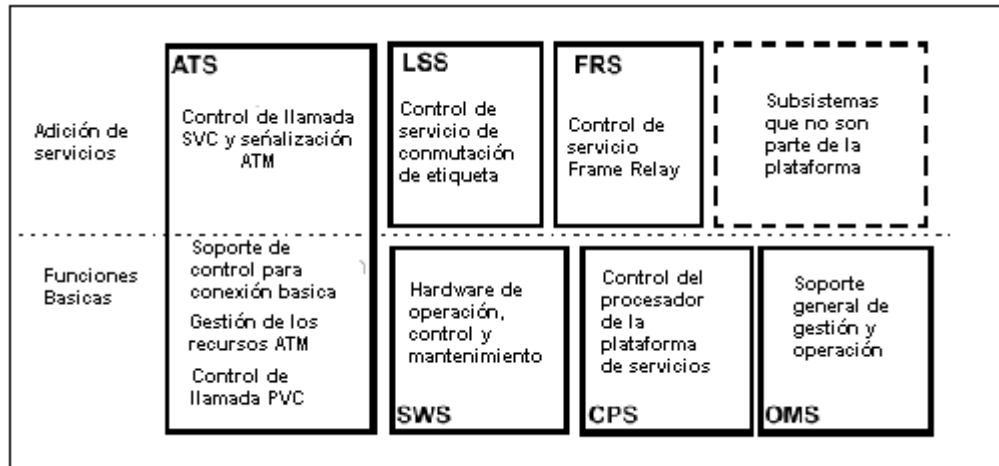 ATS
Control de llamada
SVC y señalización
ATM
LSS
Control de
servicio de
conmutación
de etiqueta
FRS
Control de
servicio
Frame Relay
Subsistemas
que no son
parte de la
plataforma
Adición de
servicios
Funciones
Basicas
Soporte de
control para
conexión basica
Gestión de los
recursos ATM
Control de
llamada PVC
Hardware de
operación,
control y
mantenimiento
SWS
Control del
procesador
de la
plataforma
de servicios
CPS
Soporte
general de
gestión y
operación
OMS